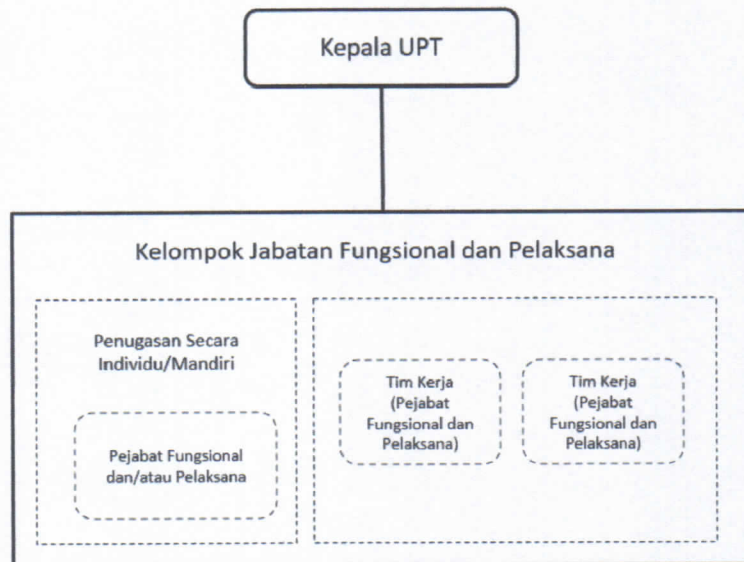 Kepala UPT
Kelompok Jabatan Fungsional dan Pelaksana
Penugasan Secara
Individu/Mandiri
Pejabat Fungsional
dan/atau Pelaksana
Tim Kerja
(Pejabat
Fungsional dan
Pelaksana)
Tim Kerja
(Pejabat
Fungsional dan
Pelaksana)